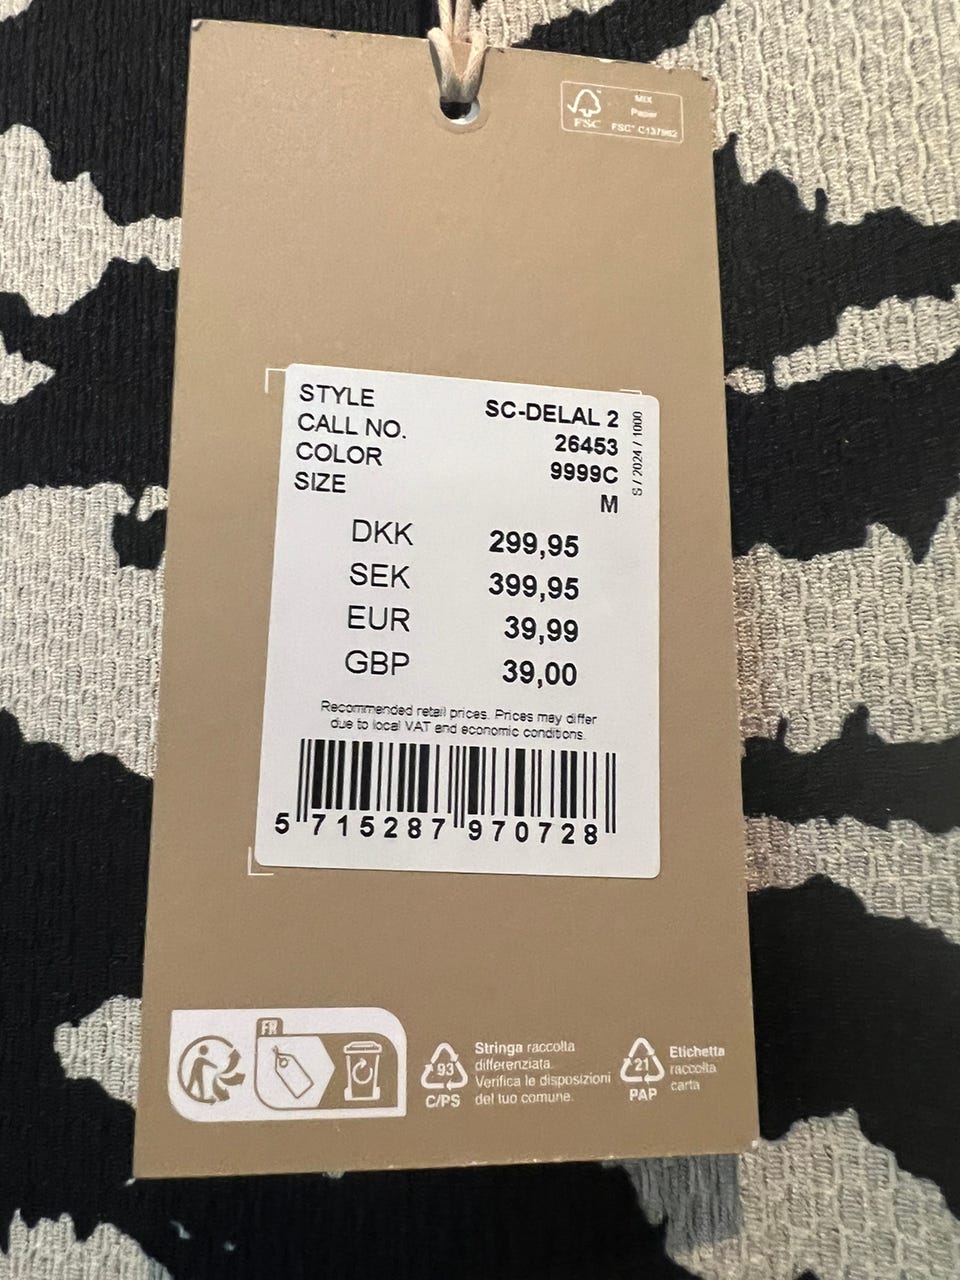 FSC
MIX
Papier
FSC® C137982
STYLE SC-DELAL 2
CALL NO. 26453
COLOR 9999C
SIZE M
S / 2024 / 1000
DKK 299,95
SEK 399,95
EUR 39,99
GBP 39,00
Recommended retail prices. Prices may differ
due to local VAT and economic conditions.
5 715287 970728
FR
93
C/PS
Stringa raccolta
differenziata.
Verifica le disposizioni
del tuo comune.
21
PAP
Etichetta
raccolta
carta